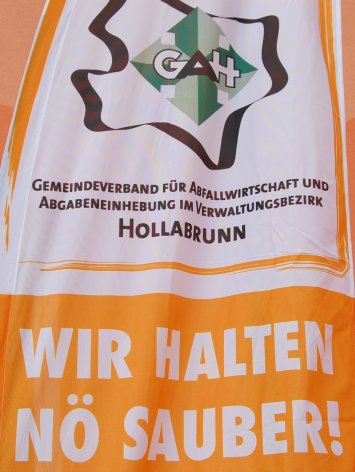 GAH
GEMEINDEVERBAND FÜR ABFALLWIRTSCHAFT UND
ABGABENEINHEBUNG IM VERWALTUNGSBEZIRK
HOLLABRUNN
WIR HALTEN
NÖ SAUBER!